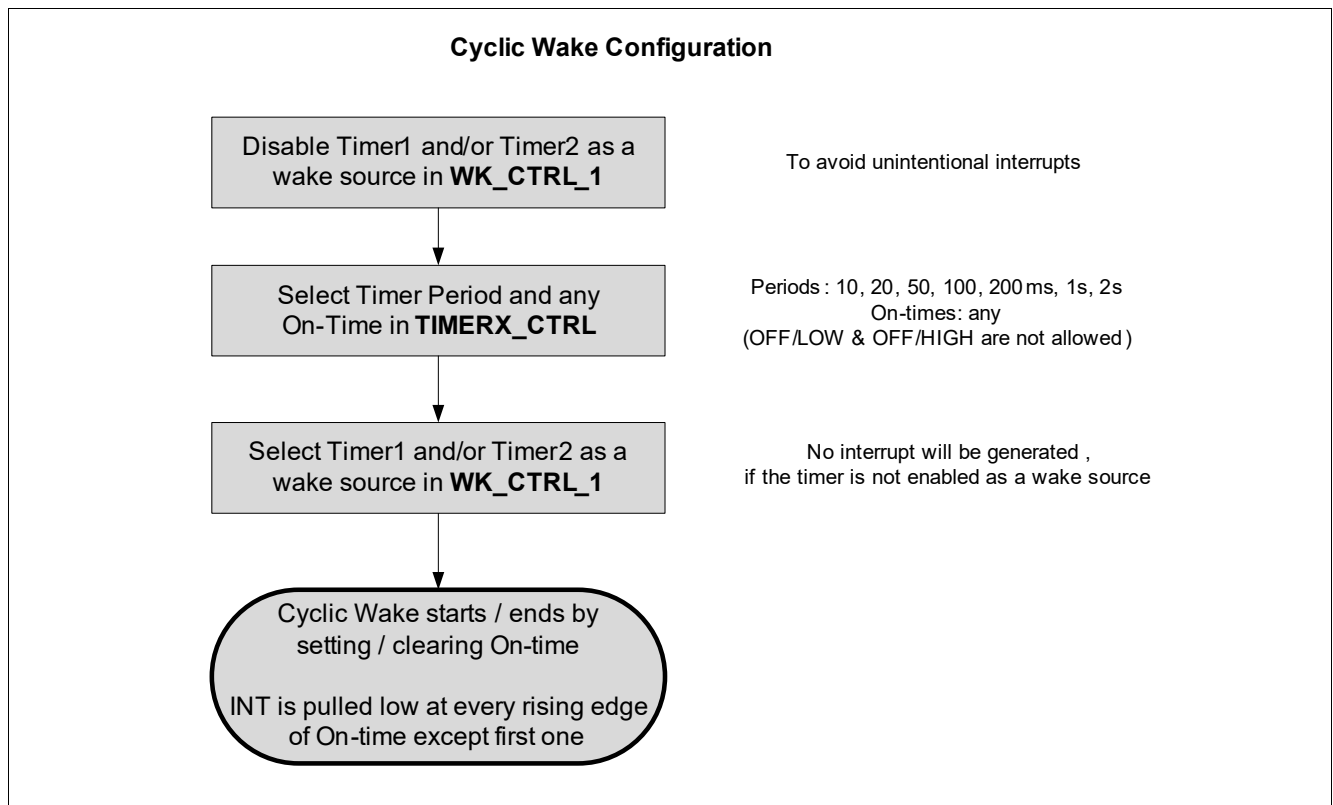 Cyclic Wake Configuration
Disable Timer1 and/or Timer2 as a
wake source in WK_CTRL_1
To avoid unintentional interrupts
Select Timer Period and any
On-Time in TIMERX_CTRL
Periods : 10, 20, 50, 100, 200ms, 1s, 2s
On-times: any
(OFF/LOW & OFF/HIGH are not allowed )
Select Timer1 and/or Timer2 as a
wake source in WK_CTRL_1
No interrupt will be generated ,
if the timer is not enabled as a wake source
Cyclic Wake starts / ends by
setting / clearing On-time
INT is pulled low at every rising edge
of On-time except first one